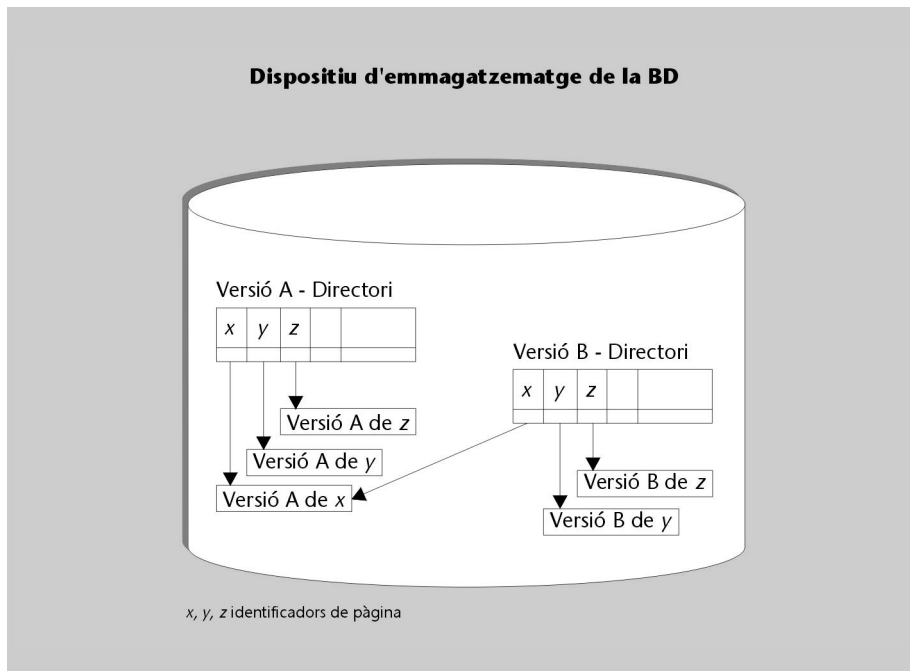 Dispositiu d'emmagatzematge de la BD
Versió A - Directori
x y z
Versió A de z
Versió A de y
Versió A de x
Versió B - Directori
x y z
Versió B de z
Versió B de y
x, y, z identificadors de pàgina